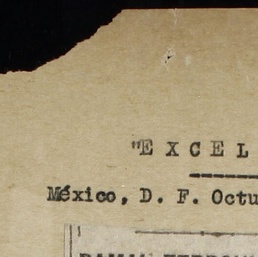 "E X C E L
México, D. F. Octu